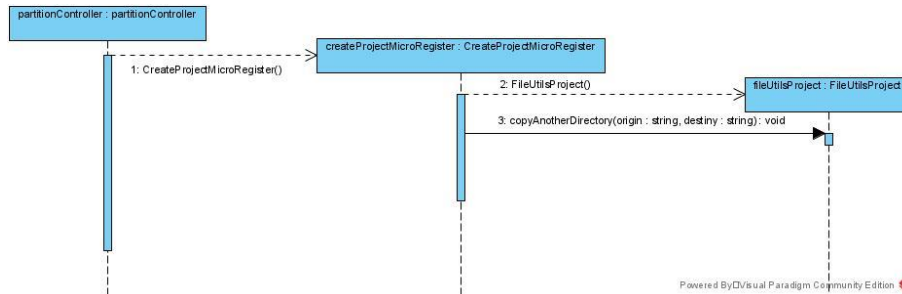 partitionController : partitionController
createProjectMicroRegister : CreateProjectMicroRegister
1: CreateProjectMicroRegister()
2: FileUtilsProject()
fileUtilsProject : FileUtilsProject
3: copyAnotherDirectory(origin : string, destiny : string) : void
Powered By□Visual Paradigm Community Edition